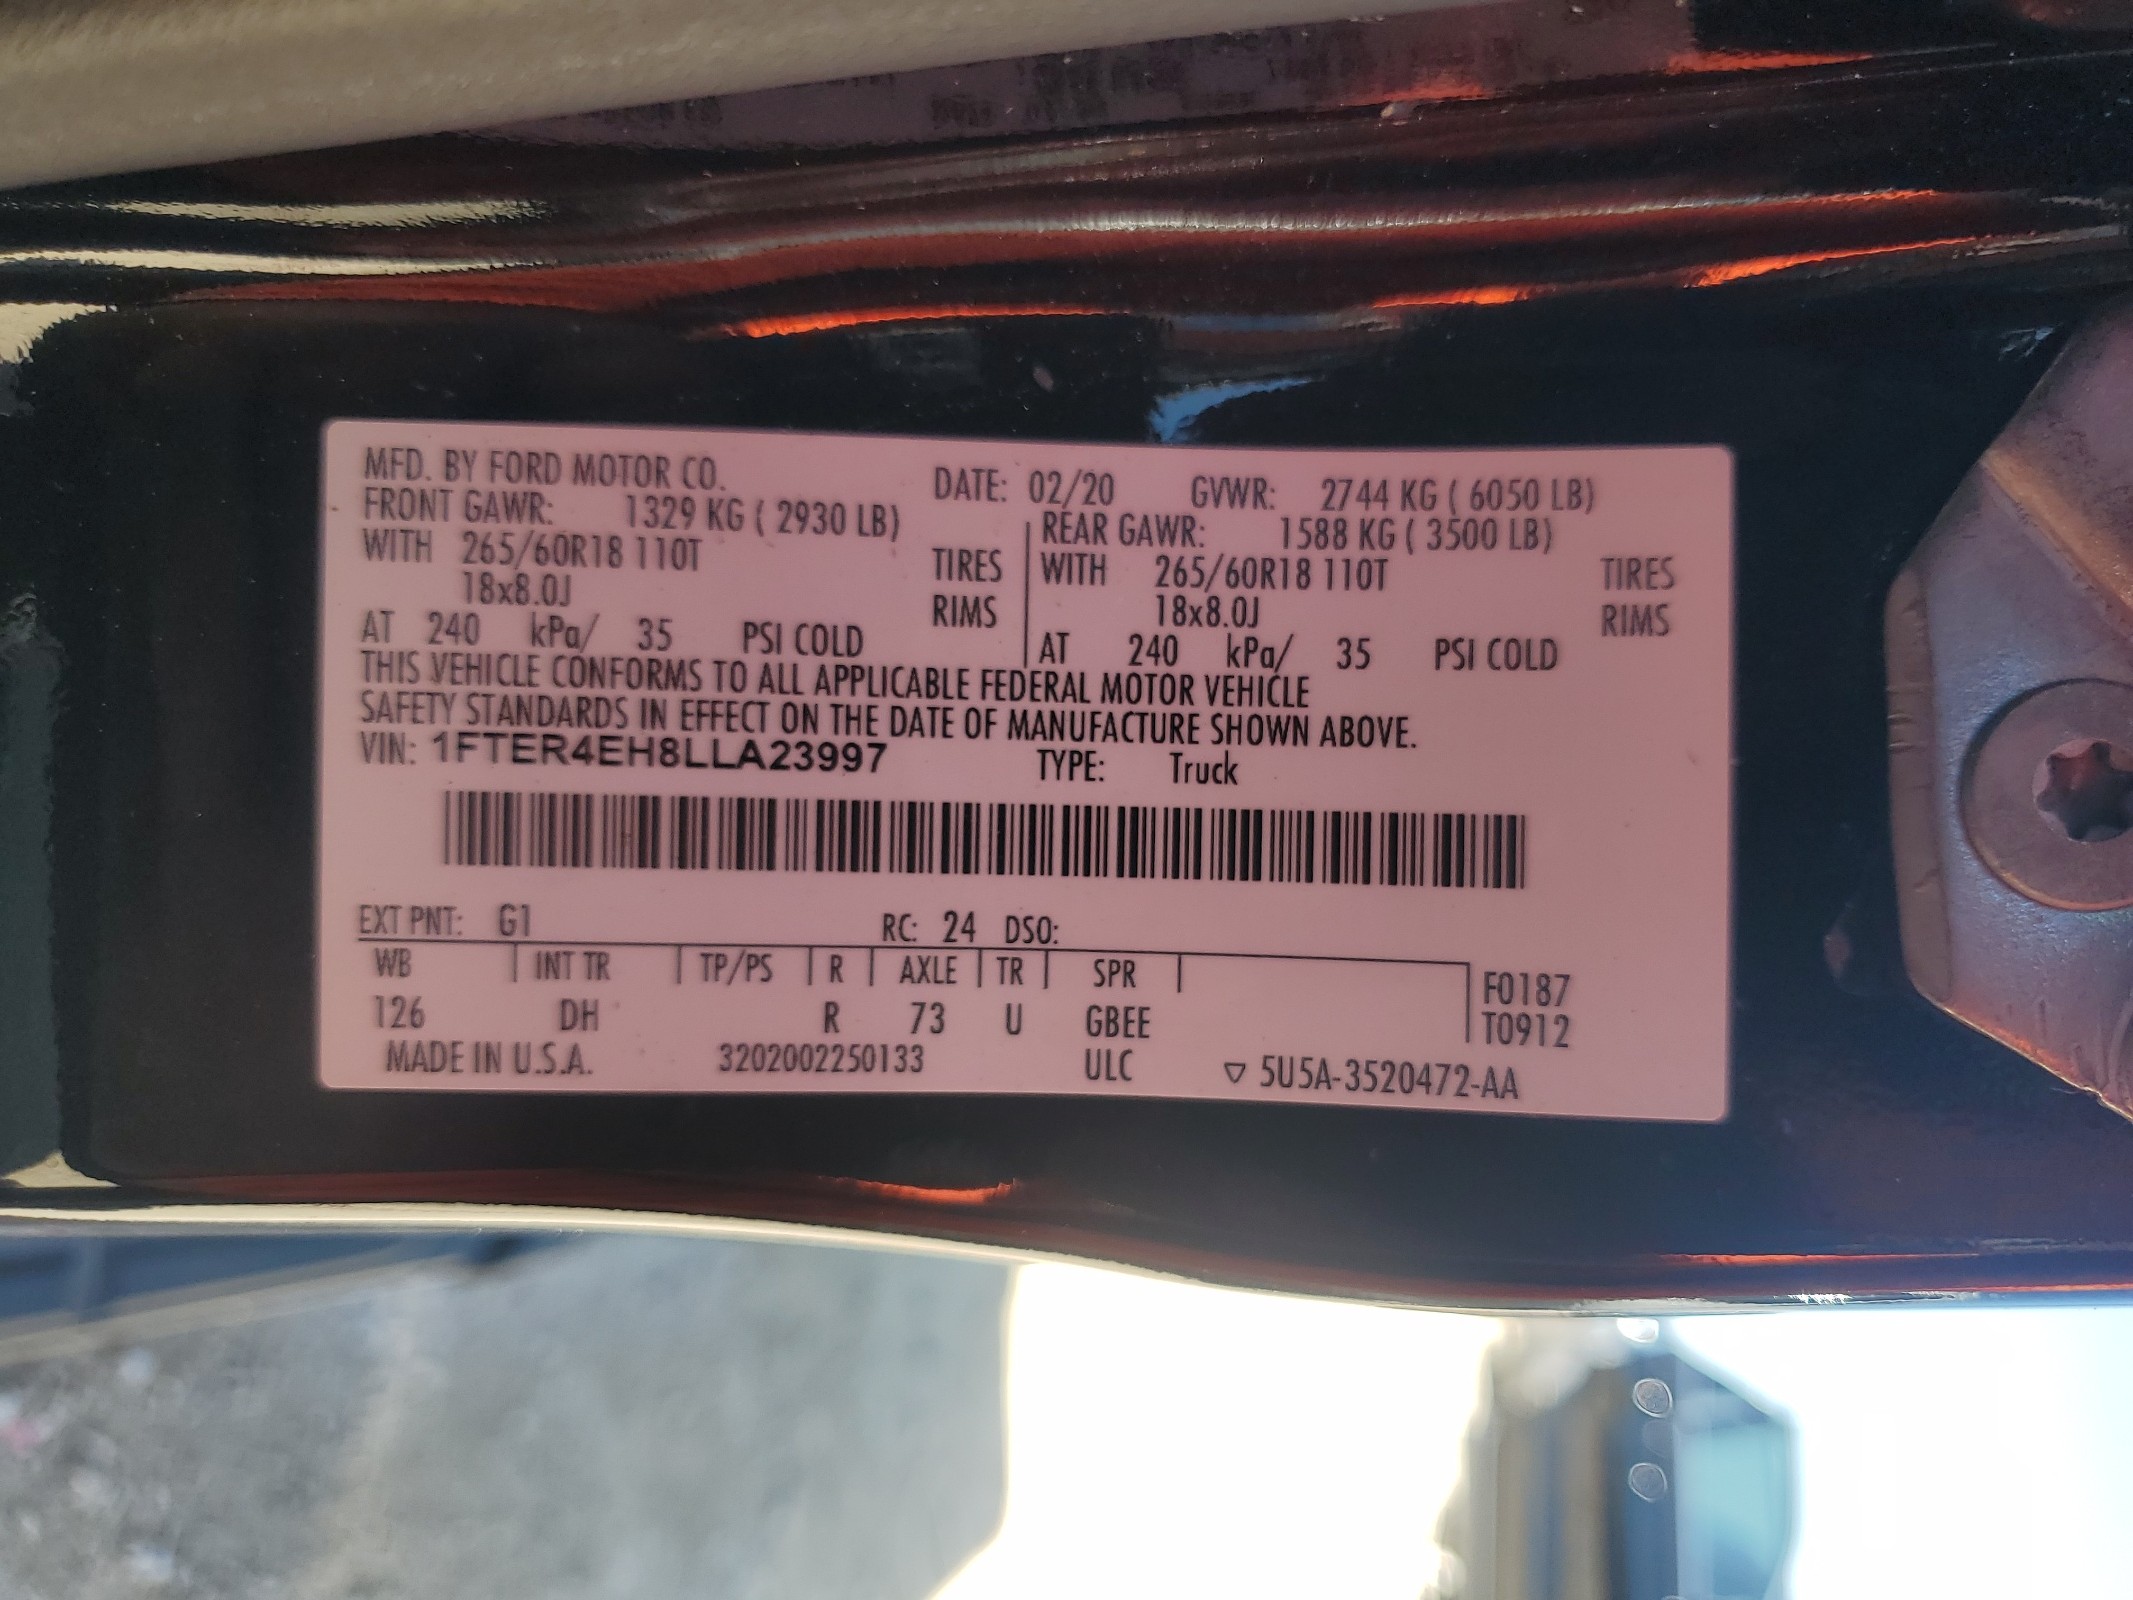 MFD. BY FORD MOTOR CO. DATE: 02/20 GVWR: 2744 KG ( 6050 LB)
FRONT GAWR: 1329 KG ( 2930 LB) REAR GAWR: 1588 KG ( 3500 LB)
WITH 265/60R18 110T TIRES WITH 265/60R18 110T TIRES
18x8.0J RIMS 18x8.0J RIMS
AT 240 kPa/ 35 PSI COLD AT 240 kPa/ 35 PSI COLD
THIS VEHICLE CONFORMS TO ALL APPLICABLE FEDERAL MOTOR VEHICLE
SAFETY STANDARDS IN EFFECT ON THE DATE OF MANUFACTURE SHOWN ABOVE.
VIN: 1FTER4EH8LLA23997 TYPE: Truck
EXT PNT: G1 RC: 24 DSO:
WB INT TR TP/PS R AXLE TR SPR F0187
126 DH R 73 U GBEE T0912
MADE IN U.S.A. 3202002250133 ULC ▽ 5U5A-3520472-AA